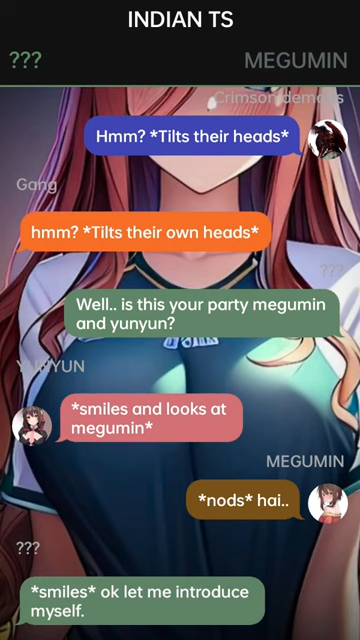 INDIAN TS
??? MEGUMIN
Crimson demons
Hmm? *Tilts their heads*
Gang
hmm? *Tilts their own heads*
???
Well.. is this your party megumin
and yunyun?
YUNYUN
*smiles and looks at
megumin*
MEGUMIN
*nods* hai..
???
*smiles* ok let me introduce
myself.